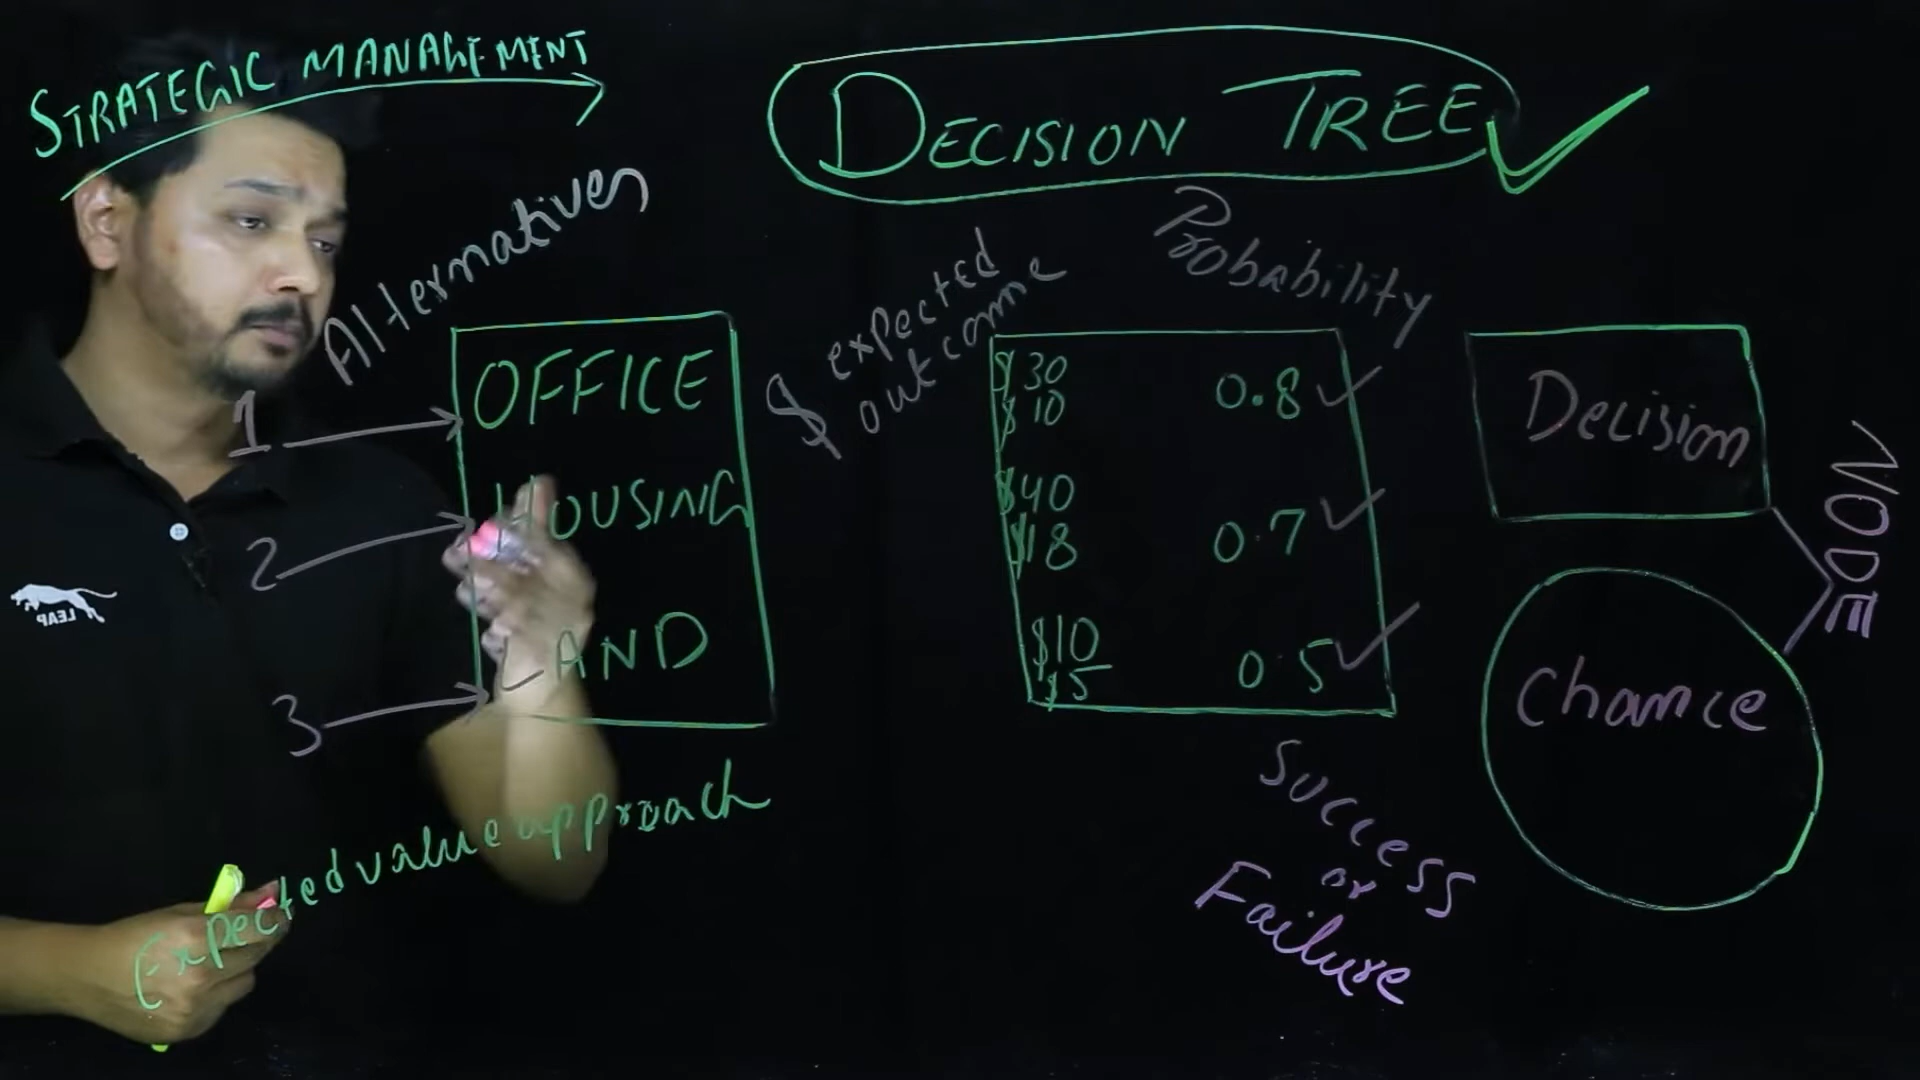 STRATEGIC MANAGEMENT
DECISION TREE
Alternatives
1
OFFICE
2
HOUSING
3
LAND
$ expected
outcome
Probability
$30
$10
0.8
$40
$18
0.7
$10
$5
0.5
Decision
Chance
NODE
Success
or
Failure
Expected value approach
LEAP